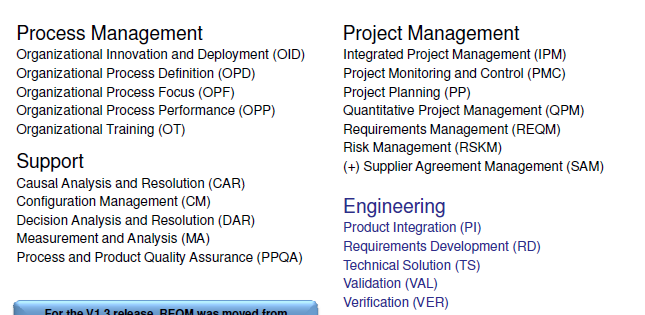 Process Management
Organizational Innovation and Deployment (OID)
Organizational Process Definition (OPD)
Organizational Process Focus (OPF)
Organizational Process Performance (OPP)
Organizational Training (OT)
Support
Causal Analysis and Resolution (CAR)
Configuration Management (CM)
Decision Analysis and Resolution (DAR)
Measurement and Analysis (MA)
Process and Product Quality Assurance (PPQA)
For the V1.3 release, REQM was moved from
Project Management
Integrated Project Management (IPM)
Project Monitoring and Control (PMC)
Project Planning (PP)
Quantitative Project Management (QPM)
Requirements Management (REQM)
Risk Management (RSKM)
(+) Supplier Agreement Management (SAM)
Engineering
Product Integration (PI)
Requirements Development (RD)
Technical Solution (TS)
Validation (VAL)
Verification (VER)